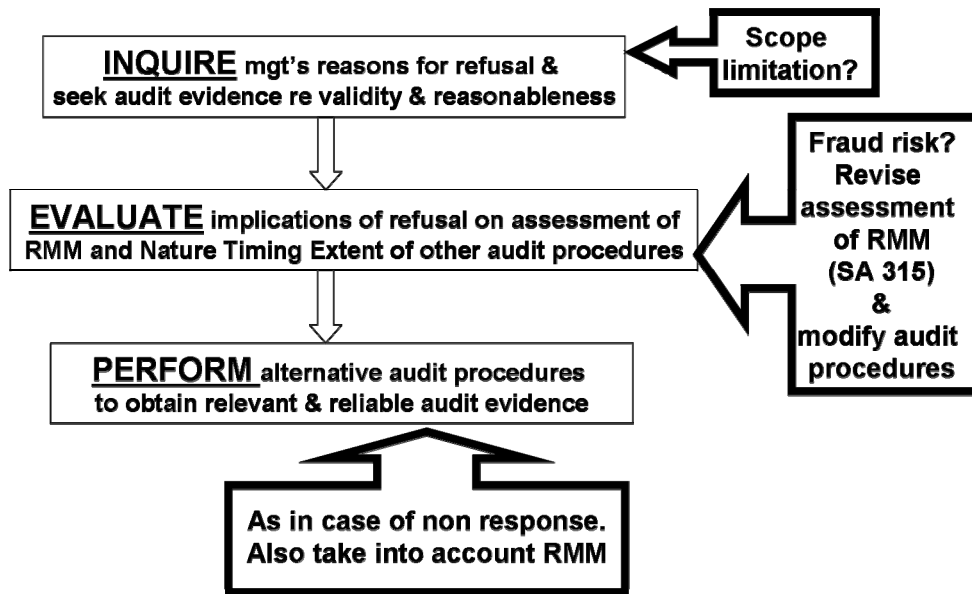 INQUIRE mgt's reasons for refusal &
seek audit evidence re validity & reasonableness
Scope
limitation?
EVALUATE implications of refusal on assessment of
RMM and Nature Timing Extent of other audit procedures
Fraud risk?
Revise
assessment
of RMM
(SA 315)
&
modify audit
procedures
PERFORM alternative audit procedures
to obtain relevant & reliable audit evidence
As in case of non response.
Also take into account RMM